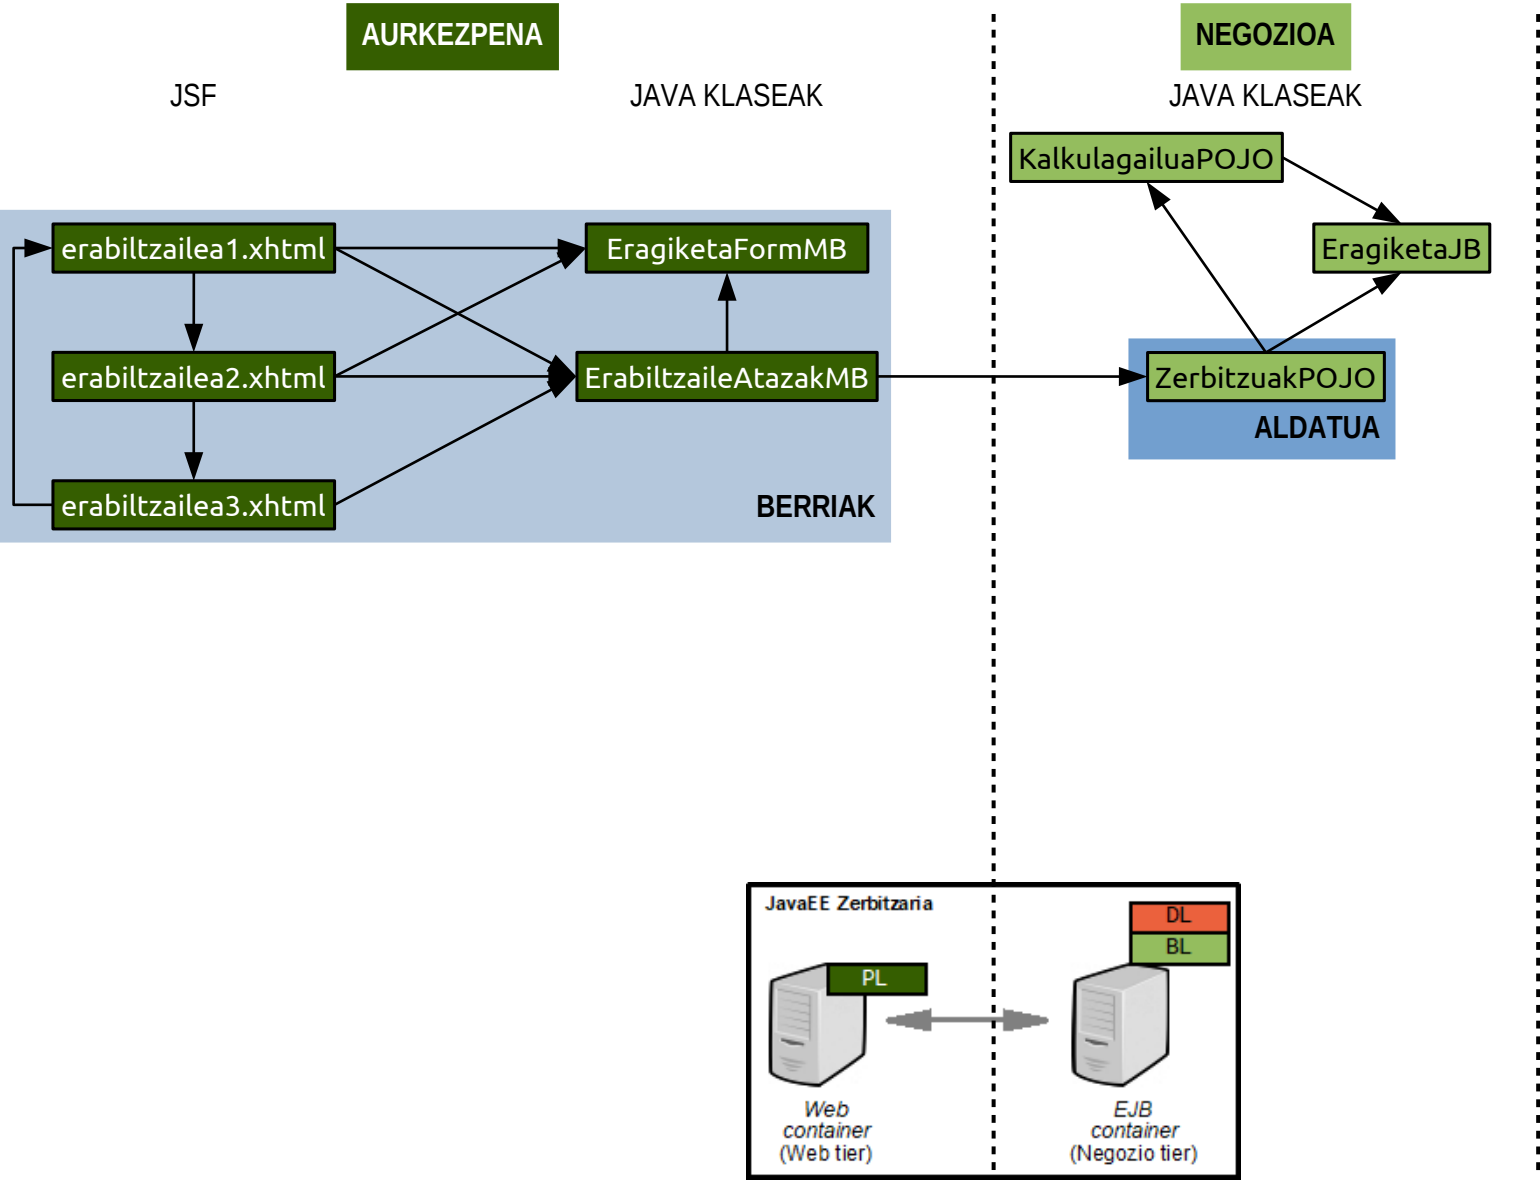 AURKEZPENA
NEGOZIOA
JSF
JAVA KLASEAK
JAVA KLASEAK
KalkulagailuaPOJO
erabiltzailea1.xhtml
EragiketaFormMB
EragiketaJB
erabiltzailea2.xhtml
ErabiltzaileAtazakMB
ZerbitzuakPOJO
ALDATUA
erabiltzailea3.xhtml
BERRIAK
JavaEE Zerbitzaria
DL
BL
PL
Web
container
(Web tier)
EJB
container
(Negozio tier)